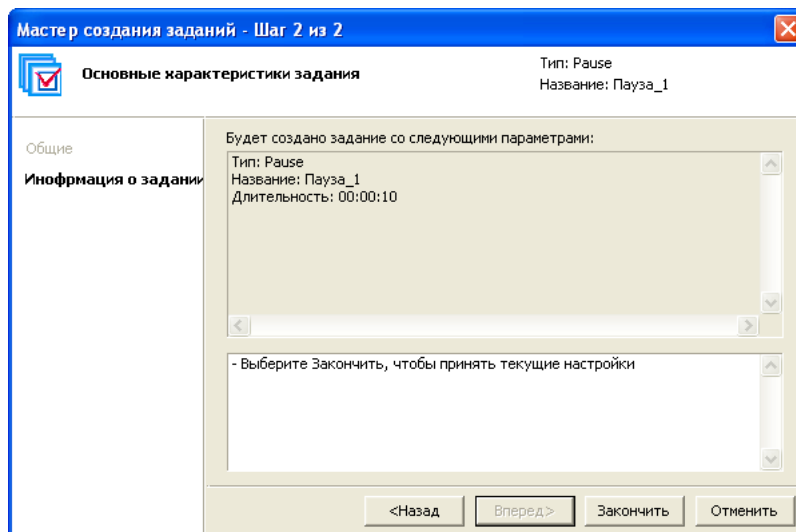 Мастер создания заданий - Шаг 2 из 2
Основные характеристики задания
Тип: Pause
Название: Пауза_1
Общие
Инофрмация о задании
Будет создано задание со следующими параметрами:
Тип: Pause
Название: Пауза_1
Длительность: 00:00:10
- Выберите Закончить, чтобы принять текущие настройки
<Назад
Вперед>
Закончить
Отменить